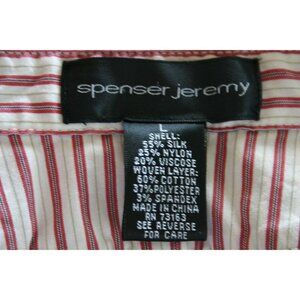 spenser jeremy
L
SHELL:
55% SILK
25% NYLON
20% VISCOSE
WOVEN LAYER:
60% COTTON
37% POLYESTER
3% SPANDEX
MADE IN CHINA
RN 73163
SEE REVERSE
FOR CARE